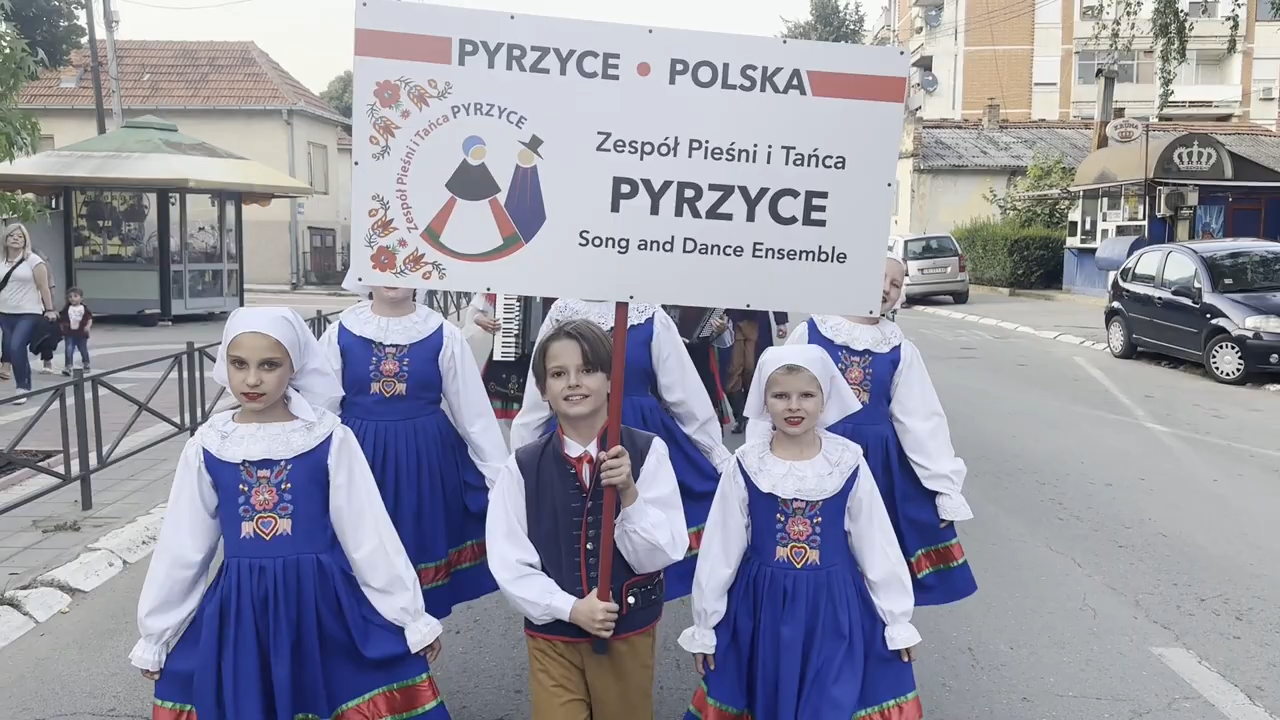 PYRZYCE • POLSKA
Zespół Pieśni i Tańca PYRZYCE
Zespół Pieśni i Tańca
PYRZYCE
Song and Dance Ensemble